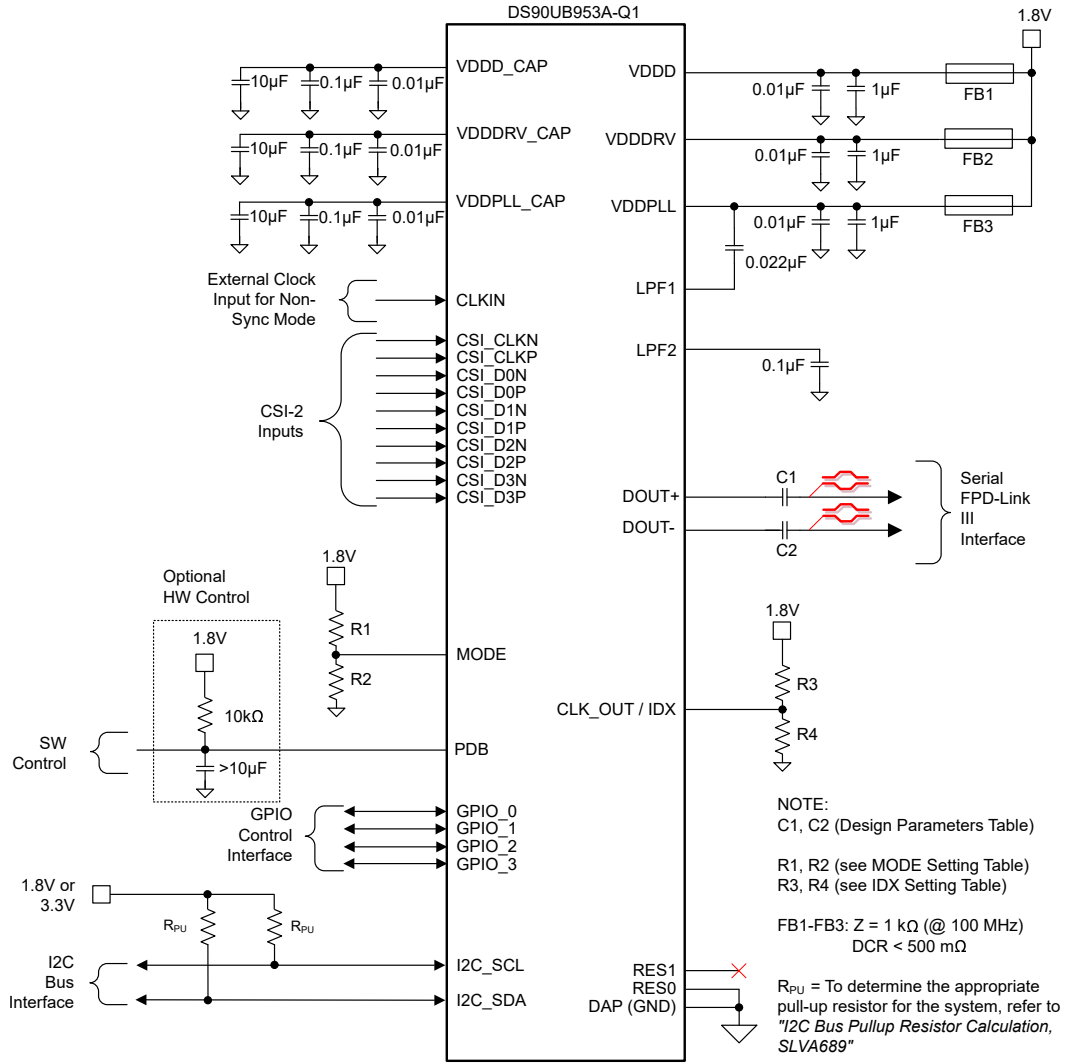 DS90UB953A-Q1
1.8V
VDDD_CAP
10µF
0.1µF
0.01µF
VDDDRV_CAP
10µF
0.1µF
0.01µF
VDDPLL_CAP
10µF
0.1µF
0.01µF
External Clock
Input for Non-
Sync Mode
CLKIN
CSI-2
Inputs
CSI_CLKN
CSI_CLKP
CSI_D0N
CSI_D0P
CSI_D1N
CSI_D1P
CSI_D2N
CSI_D2P
CSI_D3N
CSI_D3P
1.8V
R1
R2
MODE
Optional
HW Control
1.8V
10kΩ
>10µF
SW
Control
PDB
GPIO
Control
Interface
GPIO_0
GPIO_1
GPIO_2
GPIO_3
1.8V or
3.3V
RPU
RPU
I2C
Bus
Interface
I2C_SCL
I2C_SDA
VDDD
0.01µF
1µF
FB1
VDDDRV
0.01µF
1µF
FB2
VDDPLL
0.01µF
1µF
FB3
0.022µF
LPF1
LPF2
0.1µF
DOUT+
C1
DOUT-
C2
Serial
FPD-Link
III
Interface
1.8V
R3
R4
CLK_OUT / IDX
NOTE:
C1, C2 (Design Parameters Table)
R1, R2 (see MODE Setting Table)
R3, R4 (see IDX Setting Table)
FB1-FB3: Z = 1 kΩ (@ 100 MHz)
DCR < 500 mΩ
RPU = To determine the appropriate
pull-up resistor for the system, refer to
"I2C Bus Pullup Resistor Calculation,
SLVA689"
RES1
RES0
DAP (GND)